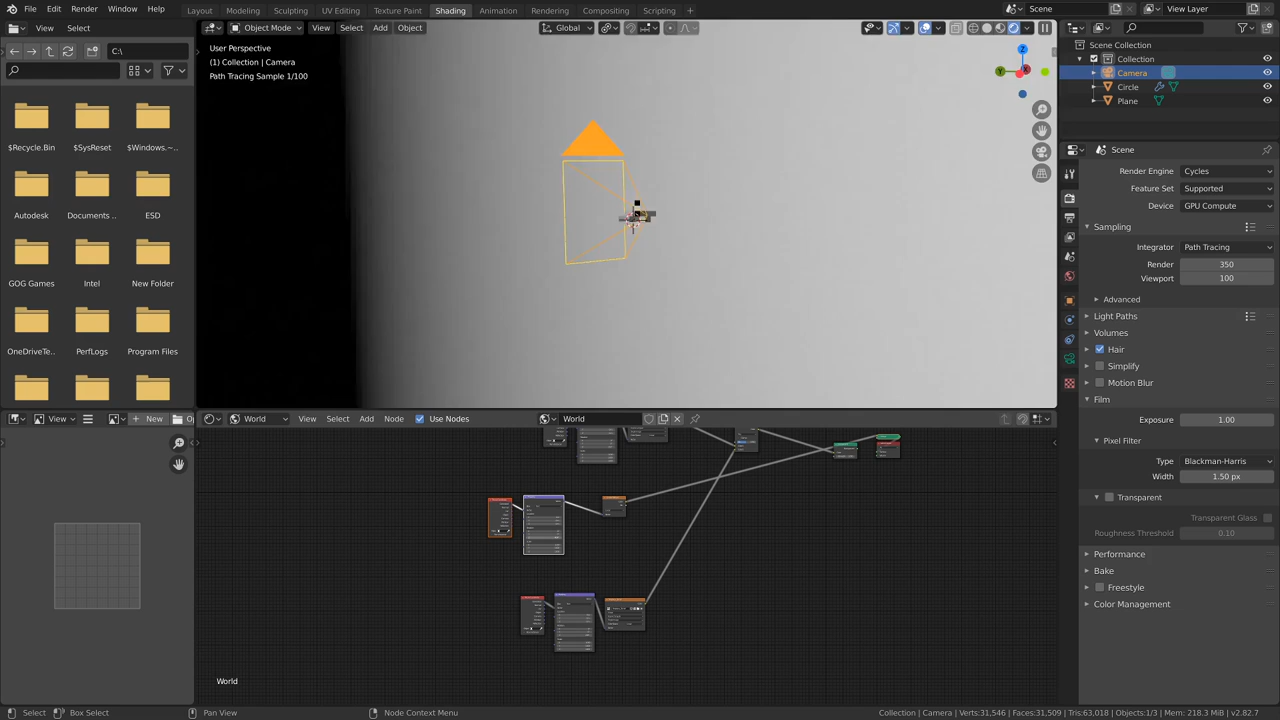 File Edit Render Window Help
Layout Modeling Sculpting UV Editing Texture Paint Shading Animation Rendering Compositing Scripting +
Scene View Layer
View Select C:\
Object Mode View Select Add Object Global
User Perspective
(1) Collection | Camera
Path Tracing Sample 1/100
Z
Y X
$Recycle.Bin $SysReset $Windows.~...
Autodesk Documents ... ESD
GOG Games Intel New Folder
OneDriveTe... PerfLogs Program Files
View New Op
World View Select Add Node Use Nodes World
World
Scene Collection
Collection
Camera
Circle
Plane
Scene
Render Engine Cycles
Feature Set Supported
Device GPU Compute
Sampling
Integrator Path Tracing
Render 350
Viewport 100
Advanced
Light Paths
Volumes
Hair
Simplify
Motion Blur
Film
Exposure 1.00
Pixel Filter
Type Blackman-Harris
Width 1.50 px
Transparent
Transparent Glass
Roughness Threshold 0.10
Performance
Bake
Freestyle
Color Management
Select Box Select Pan View Node Context Menu Collection | Camera | Verts:31,546 | Faces:31,509 | Tris:63,018 | Objects:1/3 | Mem: 218.3 MiB | v2.82.7